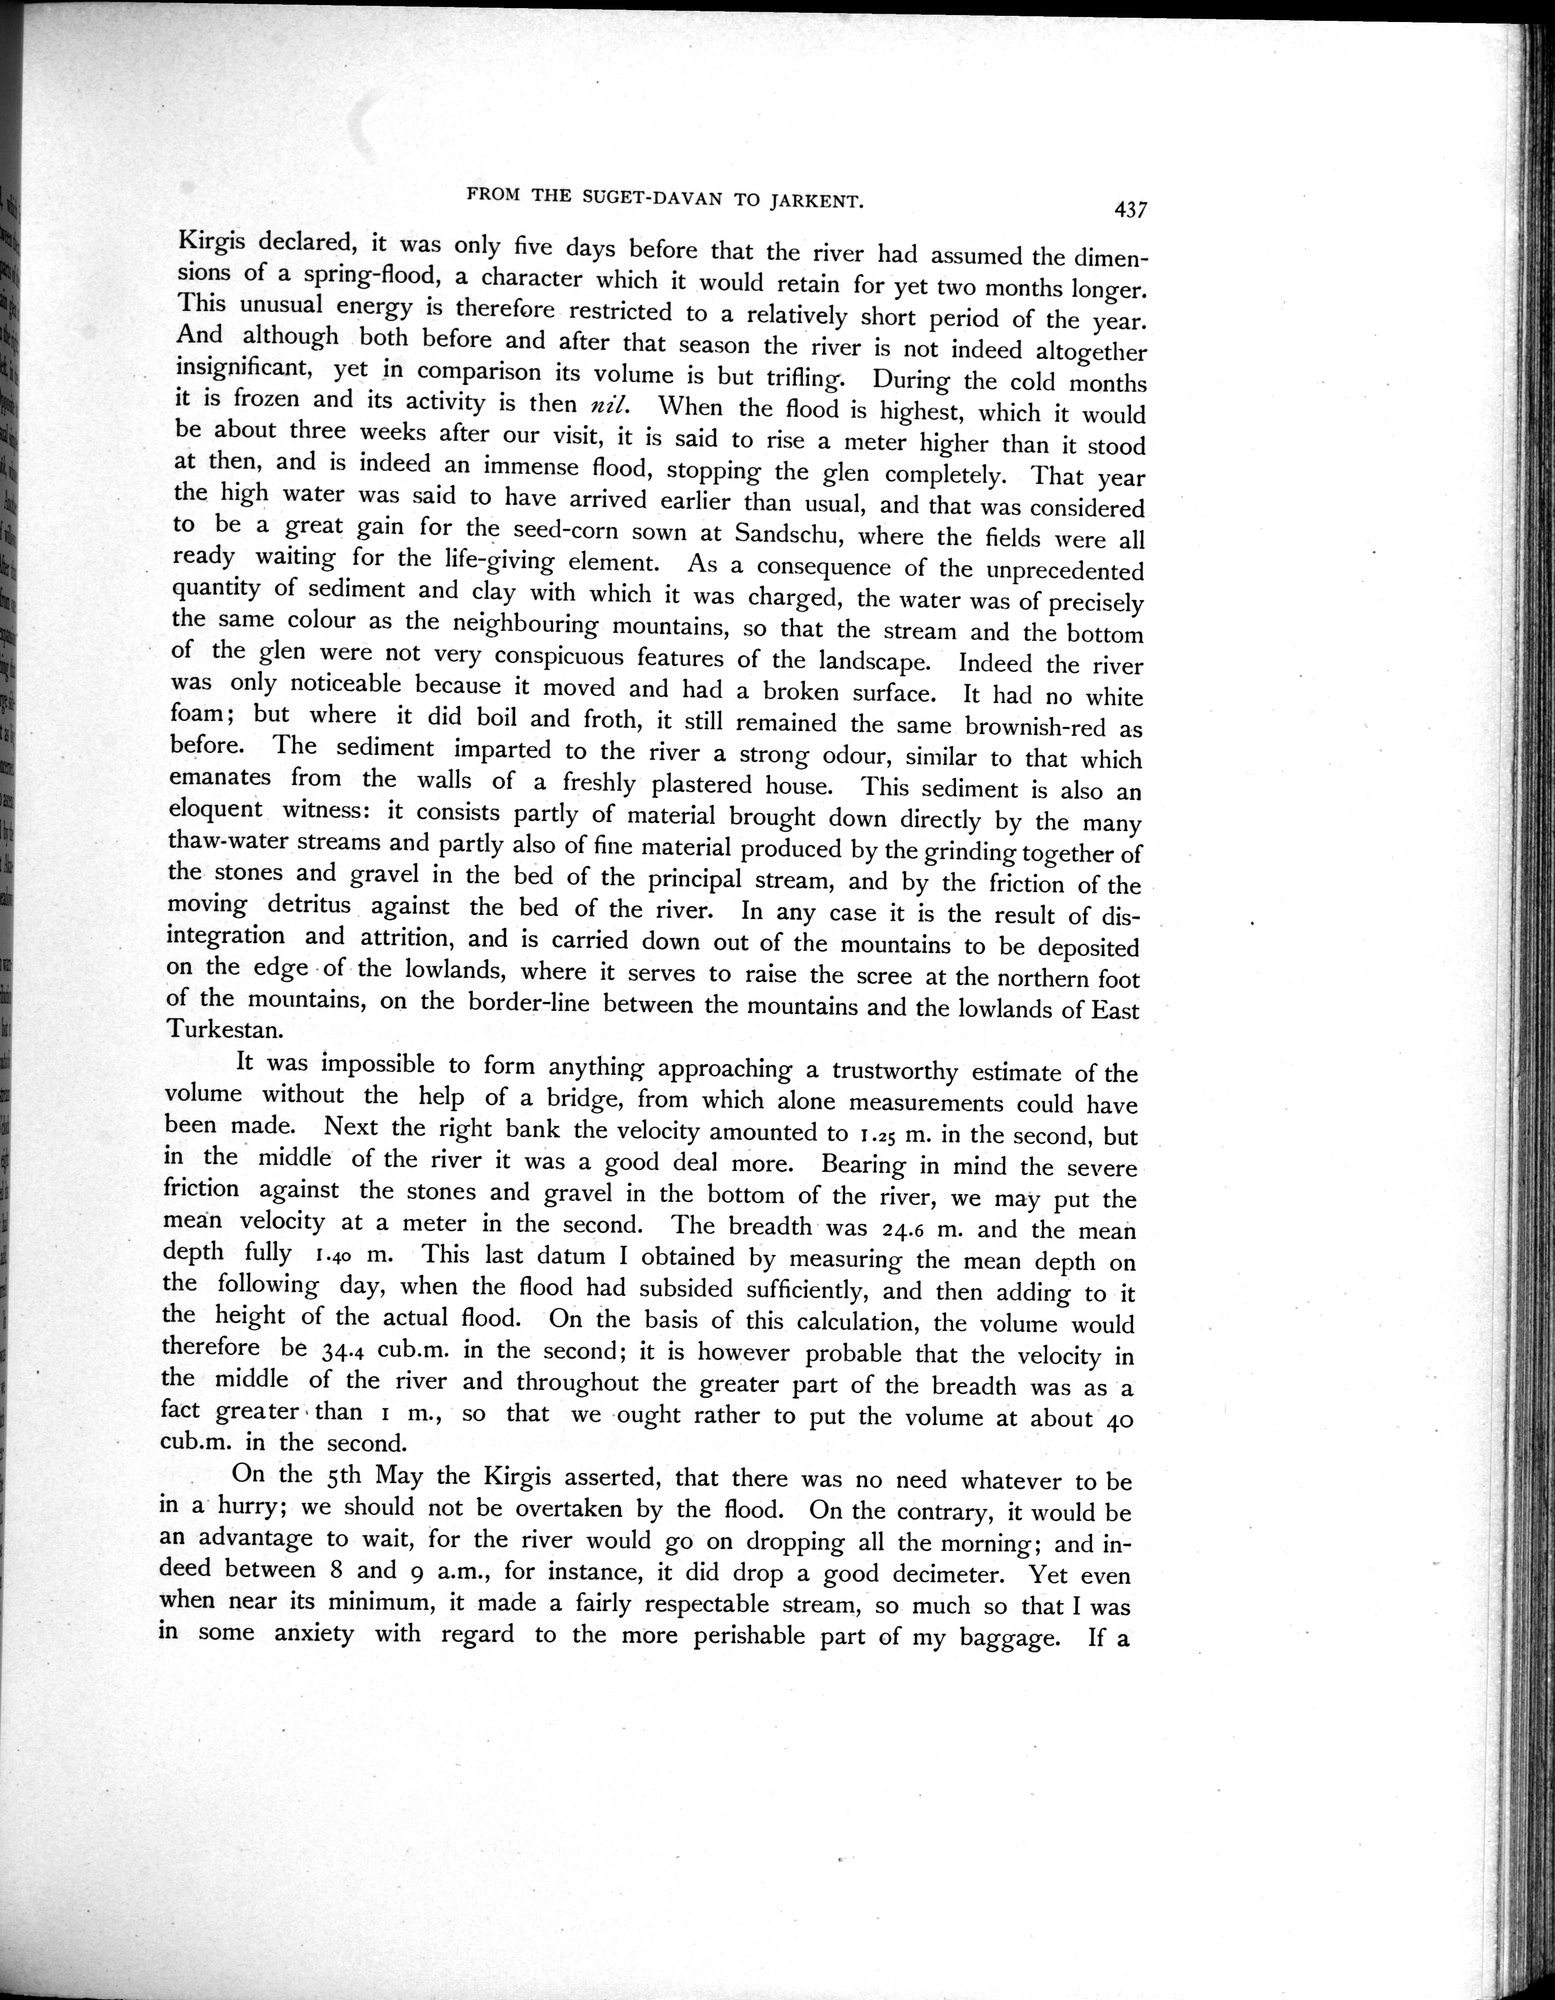 FROM THE SUGET-DAVAN TO JARKENT.
437
Kirgis declared, it was only five days before that the river had assumed the dimen-
sions of a spring-flood, a character which it would retain for yet two months longer.
This unusual energy is therefore restricted to a relatively short period of the year.
And although both before and after that season the river is not indeed altogether
insignificant, yet in comparison its volume is but trifling. During the cold months
it is frozen and its activity is then nil. When the flood is highest, which it would
be about three weeks after our visit, it is said to rise a meter higher than it stood
at then, and is indeed an immense flood, stopping the glen completely. That year
the high water was said to have arrived earlier than usual, and that was considered
to be a great gain for the seed-corn sown at Sandschu, where the fields were all
ready waiting for the life-giving element. As a consequence of the unprecedented
quantity of sediment and clay with which it was charged, the water was of precisely
the same colour as the neighbouring mountains, so that the stream and the bottom
of the glen were not very conspicuous features of the landscape. Indeed the river
was only noticeable because it moved and had a broken surface. It had no white
foam; but where it did boil and froth, it still remained the same brownish-red as
before. The sediment imparted to the river a strong odour, similar to that which
emanates from the walls of a freshly plastered house. This sediment is also an
eloquent witness: it consists partly of material brought down directly by the many
thaw-water streams and partly also of fine material produced by the grinding together of
the stones and gravel in the bed of the principal stream, and by the friction of the
moving detritus against the bed of the river. In any case it is the result of dis-
integration and attrition, and is carried down out of the mountains to be deposited
on the edge of the lowlands, where it serves to raise the scree at the northern foot
of the mountains, on the border-line between the mountains and the lowlands of East
Turkestan.
It was impossible to form anything approaching a trustworthy estimate of the
volume without the help of a bridge, from which alone measurements could have
been made. Next the right bank the velocity amounted to 1.25 m. in the second, but
in the middle of the river it was a good deal more. Bearing in mind the severe
friction against the stones and gravel in the bottom of the river, we may put the
mean velocity at a meter in the second. The breadth was 24.6 m. and the mean
depth fully 1.40 m. This last datum I obtained by measuring the mean depth on
the following day, when the flood had subsided sufficiently, and then adding to it
the height of the actual flood. On the basis of this calculation, the volume would
therefore be 34.4 cub.m. in the second; it is however probable that the velocity in
the middle of the river and throughout the greater part of the breadth was as a
fact greater than 1 m., so that we ought rather to put the volume at about 40
cub.m. in the second.
On the 5th May the Kirgis asserted, that there was no need whatever to be
in a hurry; we should not be overtaken by the flood. On the contrary, it would be
an advantage to wait, for the river would go on dropping all the morning; and in-
deed between 8 and 9 a.m., for instance, it did drop a good decimeter. Yet even
when near its minimum, it made a fairly respectable stream, so much so that I was
in some anxiety with regard to the more perishable part of my baggage. If a